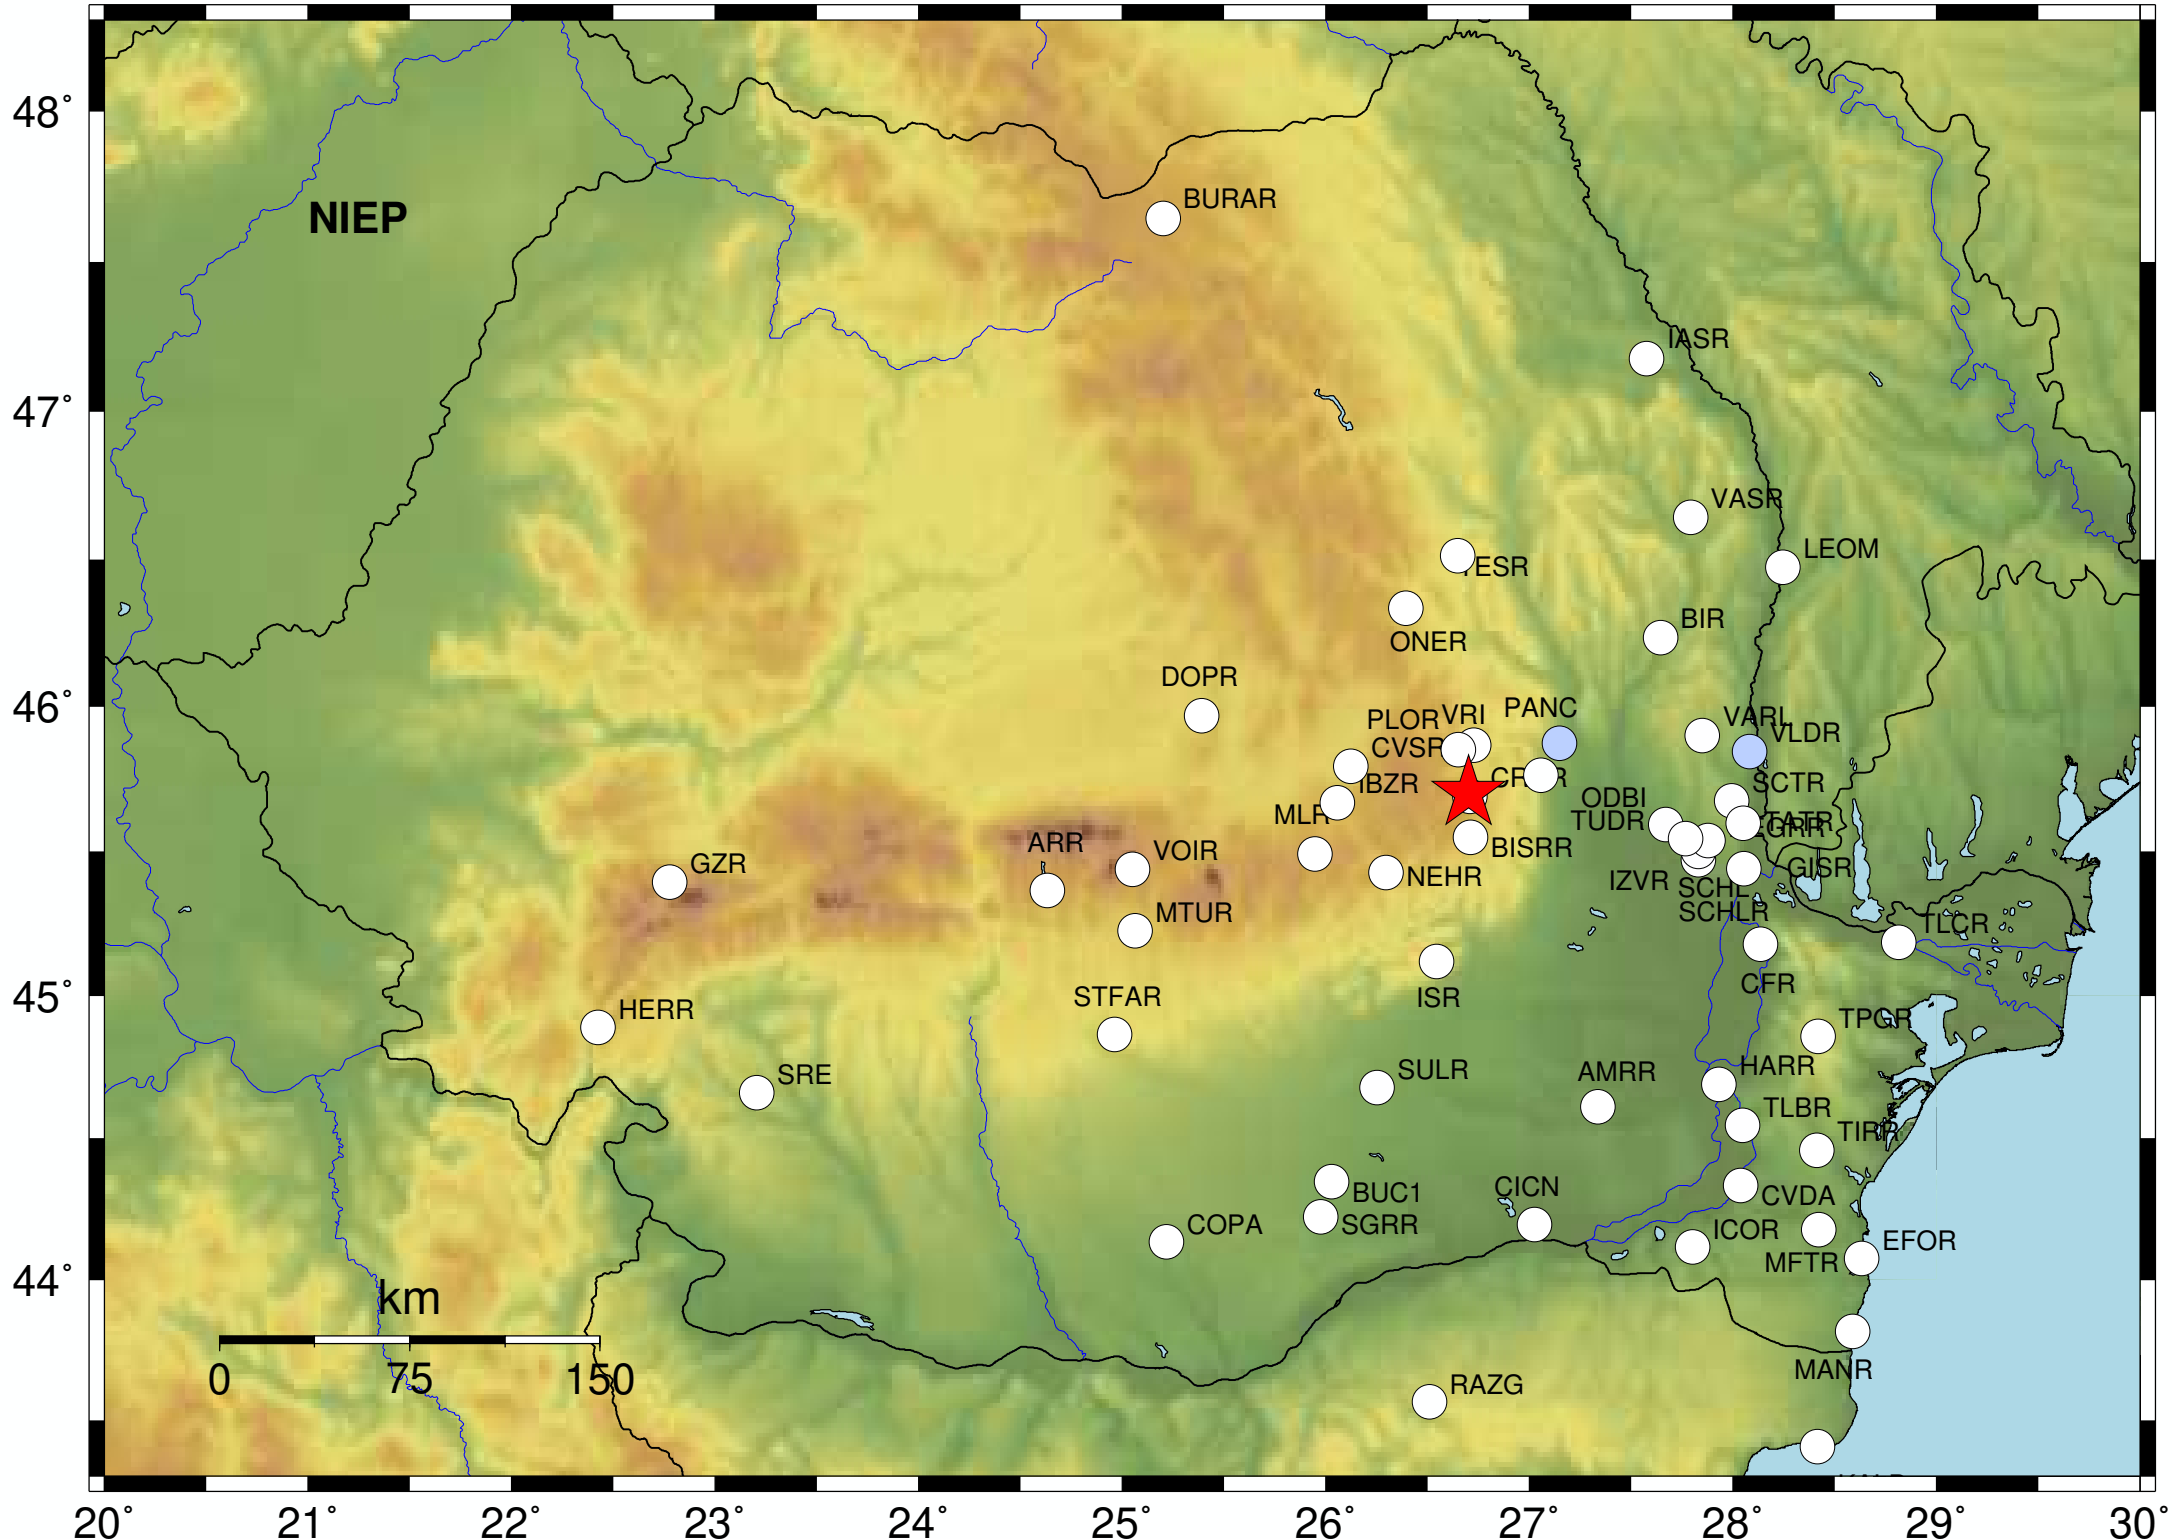 48°
NIEP
BURAR
IASR
47°
VASR
LEOM
YESR
BIR
ONER
DOPR
46°
PLOR
VRI
PANC
VARL
VLDR
CVSR
IBZR
SCTR
ODBI
TUDR
TATR
MLR
ARR
VOIR
BISRR
GZR
NEHR
IZVR
SCHL
GISR
MTUR
SCHLR
TLCR
CFR
45°
STFAR
ISR
HERR
TPGR
SRE
SULR
AMRR
HARR
TLBR
TIRR
CICN
BUC1
CVDA
COPA
SGRR
ICOR
EFOR
MFTR
44°
km
0
75
150
MANR
RAZG
20°
21°
22°
23°
24°
25°
26°
27°
28°
29°
30°